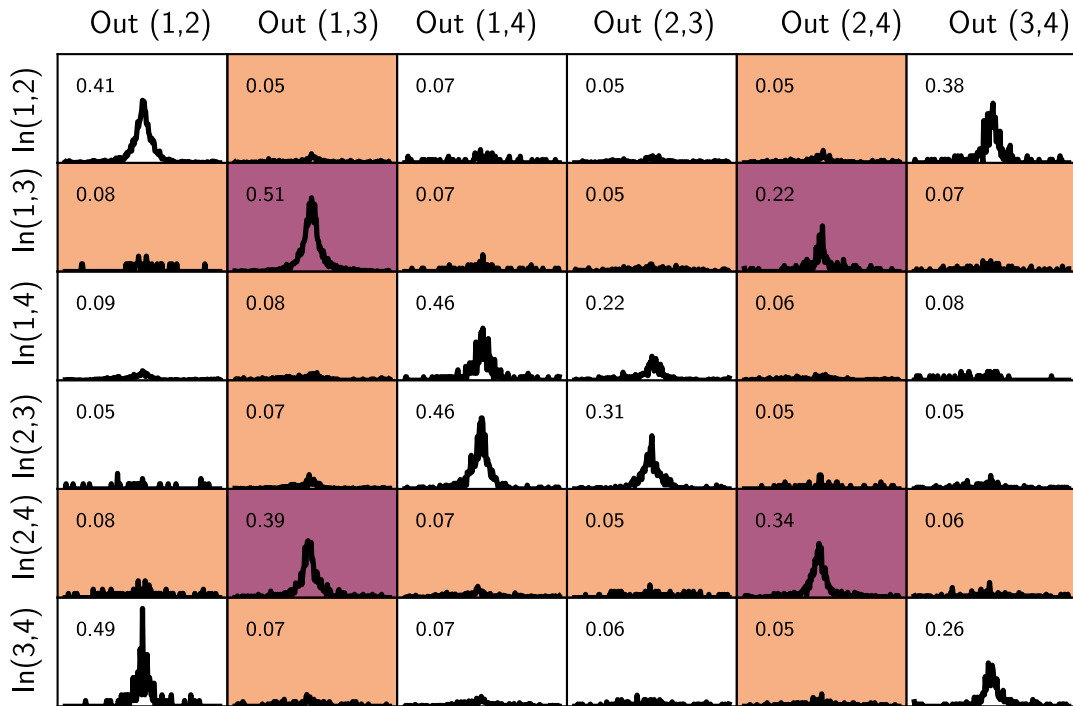 Out (1,2) Out (1,3) Out (1,4) Out (2,3) Out (2,4) Out (3,4)
In(1,2) 0.41 0.05 0.07 0.05 0.05 0.38
In(1,3) 0.08 0.51 0.07 0.05 0.22 0.07
In(1,4) 0.09 0.08 0.46 0.22 0.06 0.08
In(2,3) 0.05 0.07 0.46 0.31 0.05 0.05
In(2,4) 0.08 0.39 0.07 0.05 0.34 0.06
In(3,4) 0.49 0.07 0.07 0.06 0.05 0.26